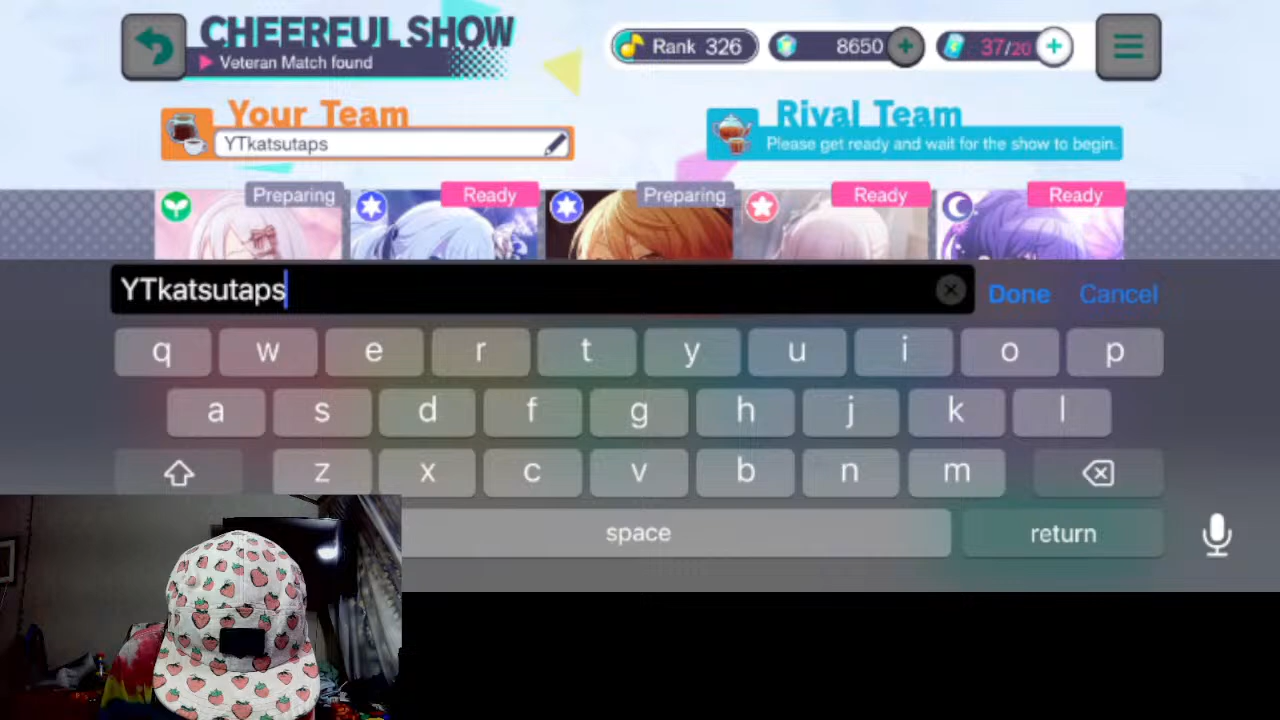 CHEERFUL SHOW
Veteran Match found
Rank 326
8650
37/20
Your Team
YTkatsutaps
Rival Team
Please get ready and wait for the show to begin.
Preparing
Ready
Preparing
Ready
Ready
YTkatsutaps
Done
Cancel
q w e r t y u i o p
a s d f g h j k l
z x c v b n m
space
return